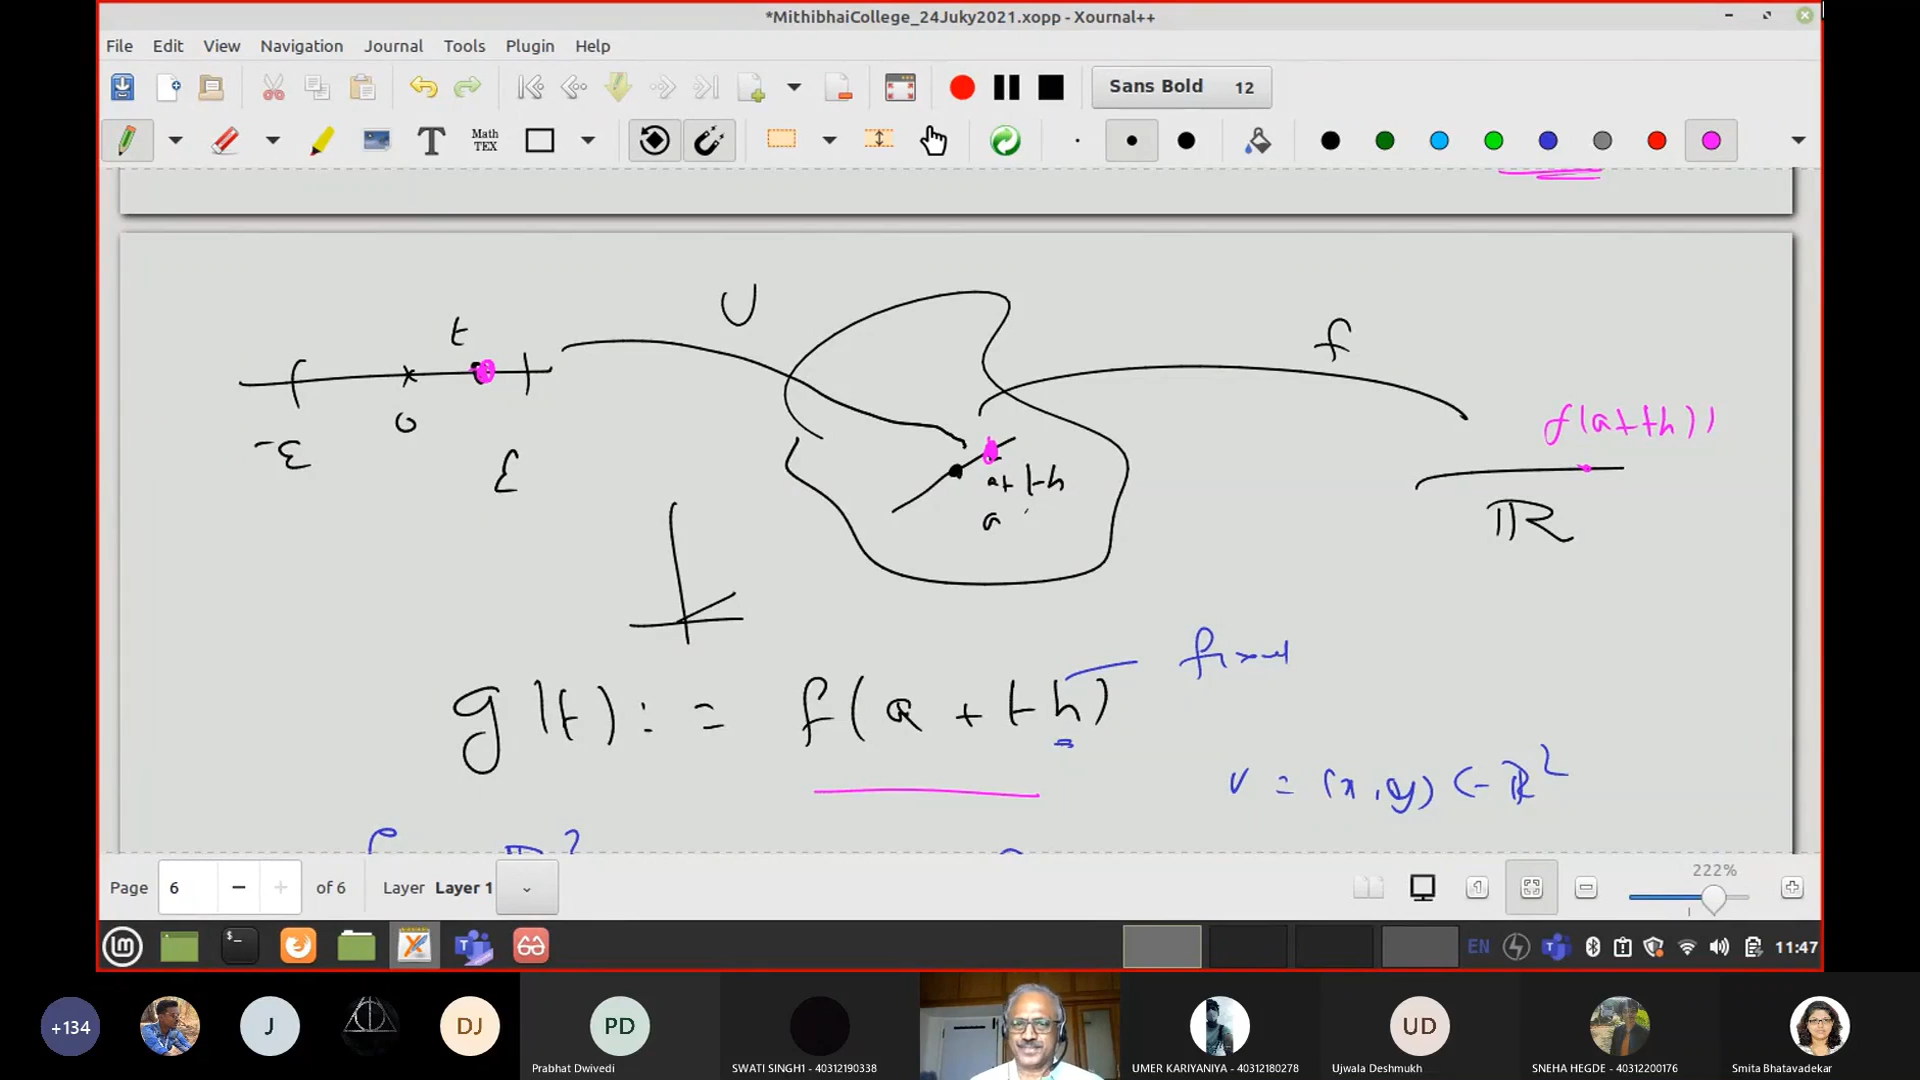 *MithibhaiCollege_24Juky2021.xopp - Xournal++
File Edit View Navigation Journal Tools Plugin Help
Sans Bold 12
T Math TEX
U
t
f
0
-ε
ε
f(a+th))
a+th
a
ℝ
g(t) := f(a+th)
fixed
v = (x,y) ∈ ℝ²
Page 6 of 6 Layer Layer 1
222%
EN 11:47
+134
J
DJ
PD
UD
Prabhat Dwivedi
SWATI SINGH1 - 40312190338
UMER KARIYANIYA - 40312180278
Ujwala Deshmukh
SNEHA HEGDE - 40312200176
Smita Bhatavadekar